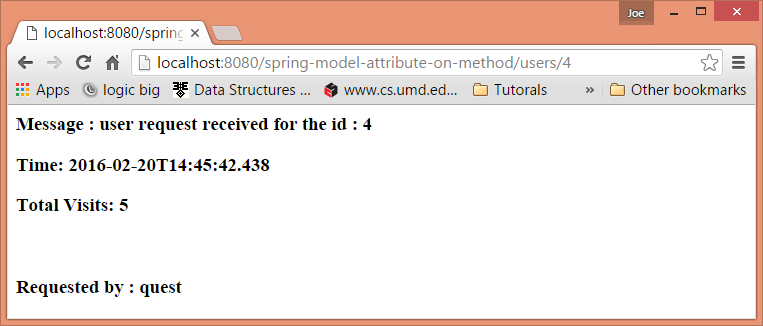 Joe
localhost:8080/spring
localhost:8080/spring-model-attribute-on-method/users/4
Apps logic big Data Structures ... www.cs.umd.ed... Tutorals » Other bookmarks
Message : user request received for the id : 4
Time: 2016-02-20T14:45:42.438
Total Visits: 5
Requested by : quest